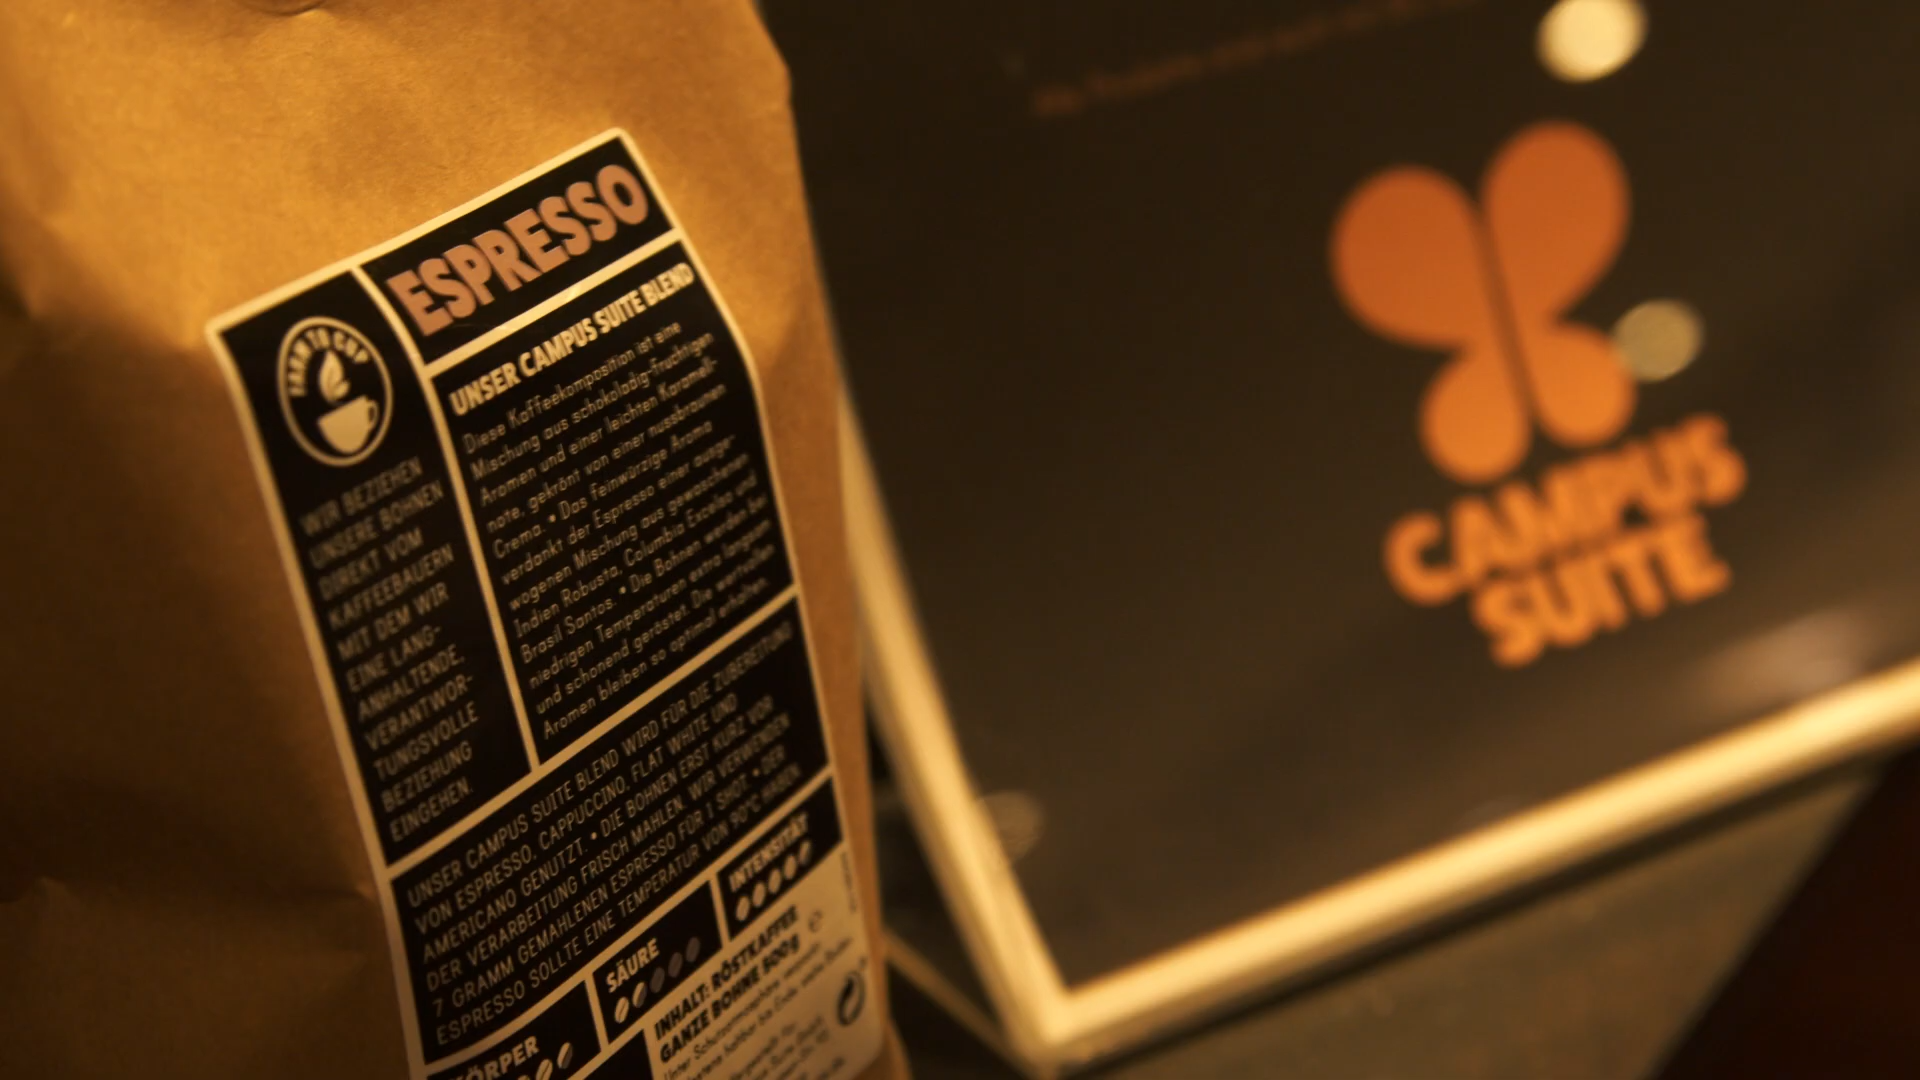 ESPRESSO
FARM TO CUP
WIR BEZIEHEN
UNSERE BOHNEN
DIREKT VOM
KAFFEEBAUERN
MIT DEM WIR
EINE LANG-
ANHALTENDE,
VERANTWOR-
TUNGSVOLLE
BEZIEHUNG
EINGEHEN.
UNSER CAMPUS SUITE BLEND
Diese Kaffeekomposition ist eine
Mischung aus schokoladig-fruchtigen
Aromen und einer leichten Karamell-
note, gekrönt von einer nussbraunen
Crema. • Das feinwürzige Aroma
verdankt der Espresso einer ausge-
wogenen Mischung aus gewaschenen
Indien Robusta, Columbia Excelso und
Brasil Santos. • Die Bohnen werden bei
niedrigen Temperaturen extra langsam
und schonend geröstet. Die wertvollen
Aromen bleiben so optimal erhalten.
UNSER CAMPUS SUITE BLEND WIRD FÜR DIE ZUBEREITUNG
VON ESPRESSO, CAPPUCCINO, FLAT WHITE UND
AMERICANO GENUTZT. • DIE BOHNEN ERST KURZ VOR
DER VERARBEITUNG FRISCH MAHLEN. WIR VERWENDEN
7 GRAMM GEMAHLENEN ESPRESSO FÜR 1 SHOT. • DER
ESPRESSO SOLLTE EINE TEMPERATUR VON 90°C HABEN.
KÖRPER
SÄURE
INTENSITÄT
INHALT: RÖSTKAFFEE
GANZE BOHNE 500g
Unter Schutzatmosphäre verpackt.
CAMPUS
SUITE